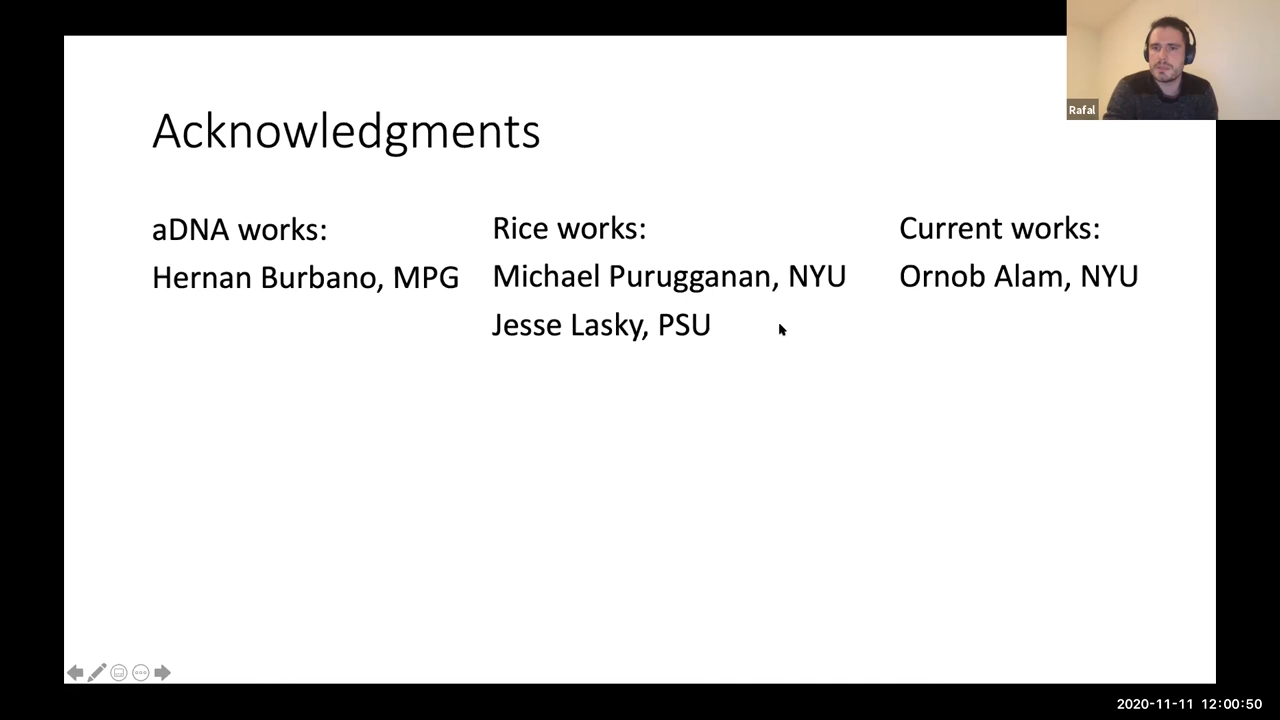 Rafal
Acknowledgments
aDNA works:
Hernan Burbano, MPG
Rice works:
Michael Purugganan, NYU
Jesse Lasky, PSU
Current works:
Ornob Alam, NYU
2020-11-11 12:00:50